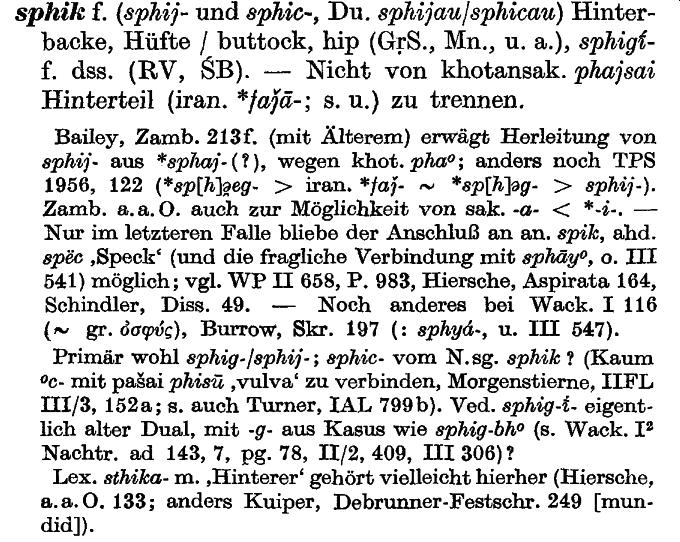 sphik f. (sphij- und sphic-, Du. sphijau/sphicau) Hinter-
backe, Hüfte / buttock, hip (GṛS., Mn., u. a.), sphigī́-
f. dss. (RV, ŚB). — Nicht von khotansak. phajsai
Hinterteil (iran. *faǰā-; s. u.) zu trennen.
Bailey, Zamb. 213f. (mit Älterem) erwägt Herleitung von
sphij- aus *sphaj- (?), wegen khot. pha°; anders noch TPS
1956, 122 (*sp[h]eg- > iran. *faǰ- ~ *sp[h]əg- > sphij-).
Zamb. a. a. O. auch zur Möglichkeit von sak. -a- < *-i-. —
Nur im letzteren Falle bliebe der Anschluß an an. spik, ahd.
spëc ‚Speck‘ (und die fragliche Verbindung mit sphāy°, o. III
541) möglich; vgl. WP II 658, P. 983, Hiersche, Aspirata 164,
Schindler, Diss. 49. — Noch anderes bei Wack. I 116
(~ gr. ὀσφύς), Burrow, Skr. 197 (: sphyá-, u. III 547).
Primär wohl sphig-/sphij-; sphic- vom N.sg. sphik? (Kaum
°c- mit pašai phisū ‚vulva‘ zu verbinden, Morgenstierne, IIFL
III/3, 152a; s. auch Turner, IAL 799b). Ved. sphig-ī́- eigent-
lich alter Dual, mit -g- aus Kasus wie sphig-bh° (s. Wack. I²
Nachtr. ad 143, 7, pg. 78, II/2, 409, III 306)?
Lex. sthika- m. ‚Hinterer‘ gehört vielleicht hierher (Hiersche,
a. a. O. 133; anders Kuiper, Debrunner-Festschr. 249 [mun-
did]).